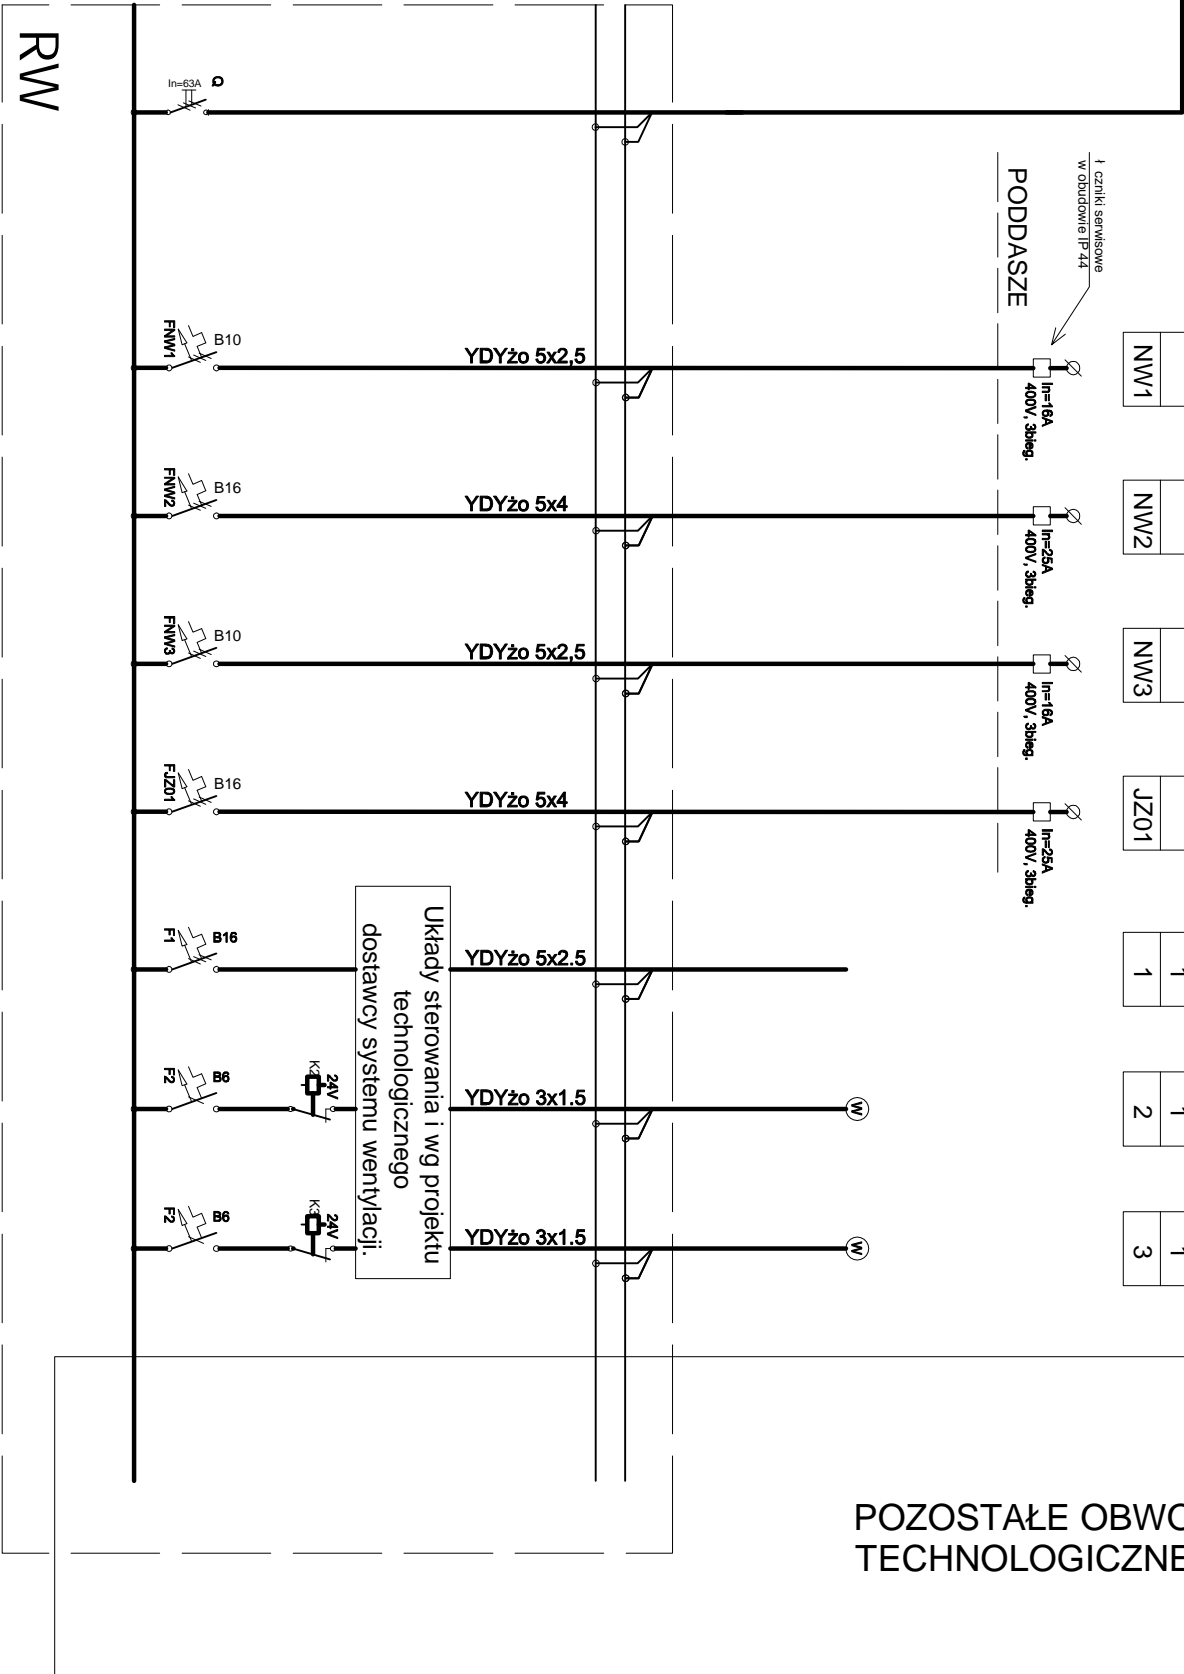 RW
In=63A
Q
Ł czniki serwisowe
w obudowie IP44
PODDASZE
FNW1
B10
YDYżo 5x2,5
In=16A
400V, 3bieg.
NW1
FNW2
B16
YDYżo 5x4
In=25A
400V, 3bieg.
NW2
FNW3
B10
YDYżo 5x2,5
In=16A
400V, 3bieg.
NW3
FJZ01
B16
YDYżo 5x4
In=25A
400V, 3bieg.
JZ01
Układy sterowania i wg projektu
technologicznego
dostawcy systemu wentylacji.
F1
B16
YDYżo 5x2.5
1
F2
B6
K2
24V
YDYżo 3x1.5
W
2
F2
B6
K3
24V
YDYżo 3x1.5
W
3
POZOSTAŁE
TECHNOLOGICZNE